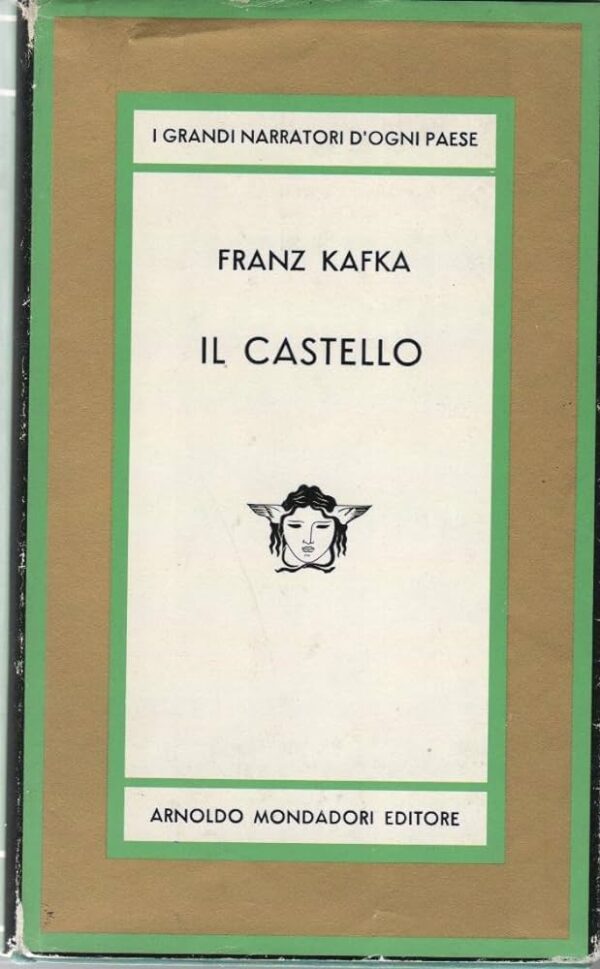 I GRANDI NARRATORI D'OGNI PAESE
FRANZ KAFKA
IL CASTELLO
ARNOLDO MONDADORI EDITORE